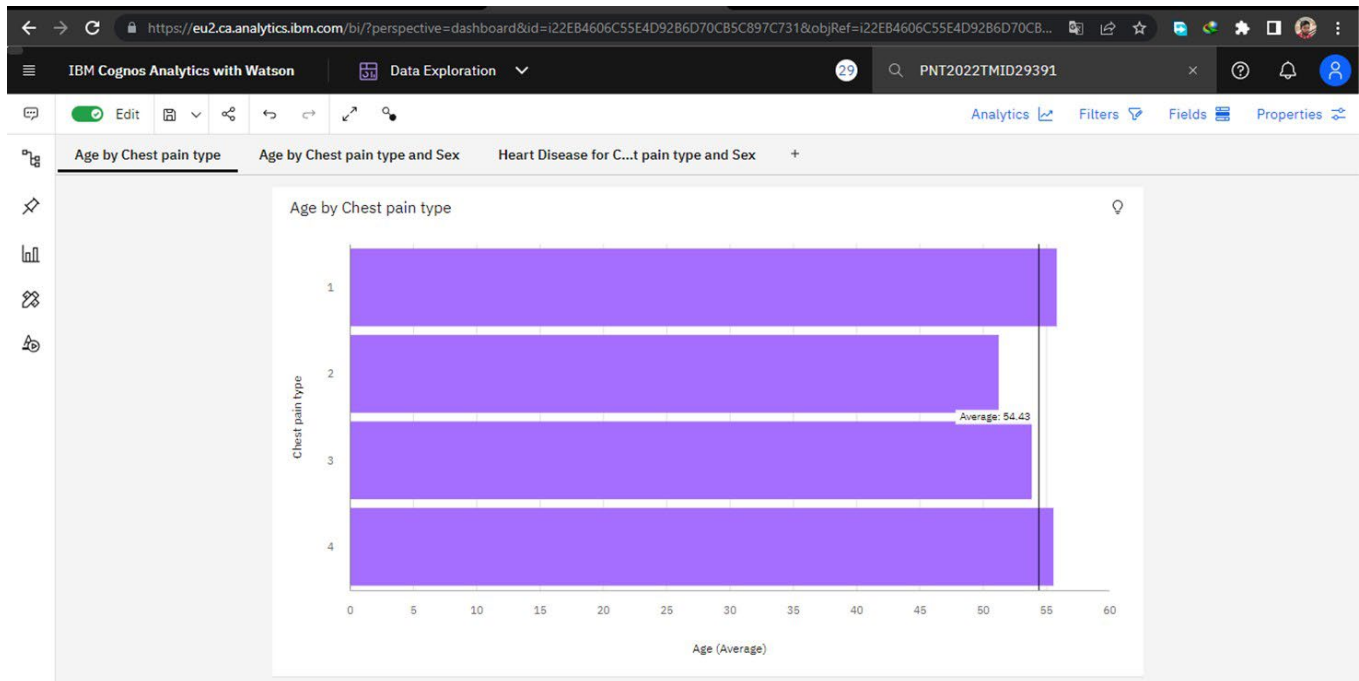 https://eu2.ca.analytics.ibm.com/bi/?perspective=dashboard&id=i22EB4606C55E4D92B6D70CB5C897C731&objRef=i22EB4606C55E4D92B6D70CB...
IBM Cognos Analytics with Watson
Data Exploration
29
PNT2022TMID29391
Edit
Analytics
Filters
Fields
Properties
Age by Chest pain type
Age by Chest pain type and Sex
Heart Disease for C...t pain type and Sex
+
Age by Chest pain type
1
2
3
4
Chest pain type
Average: 54.43
0 5 10 15 20 25 30 35 40 45 50 55 60
Age (Average)